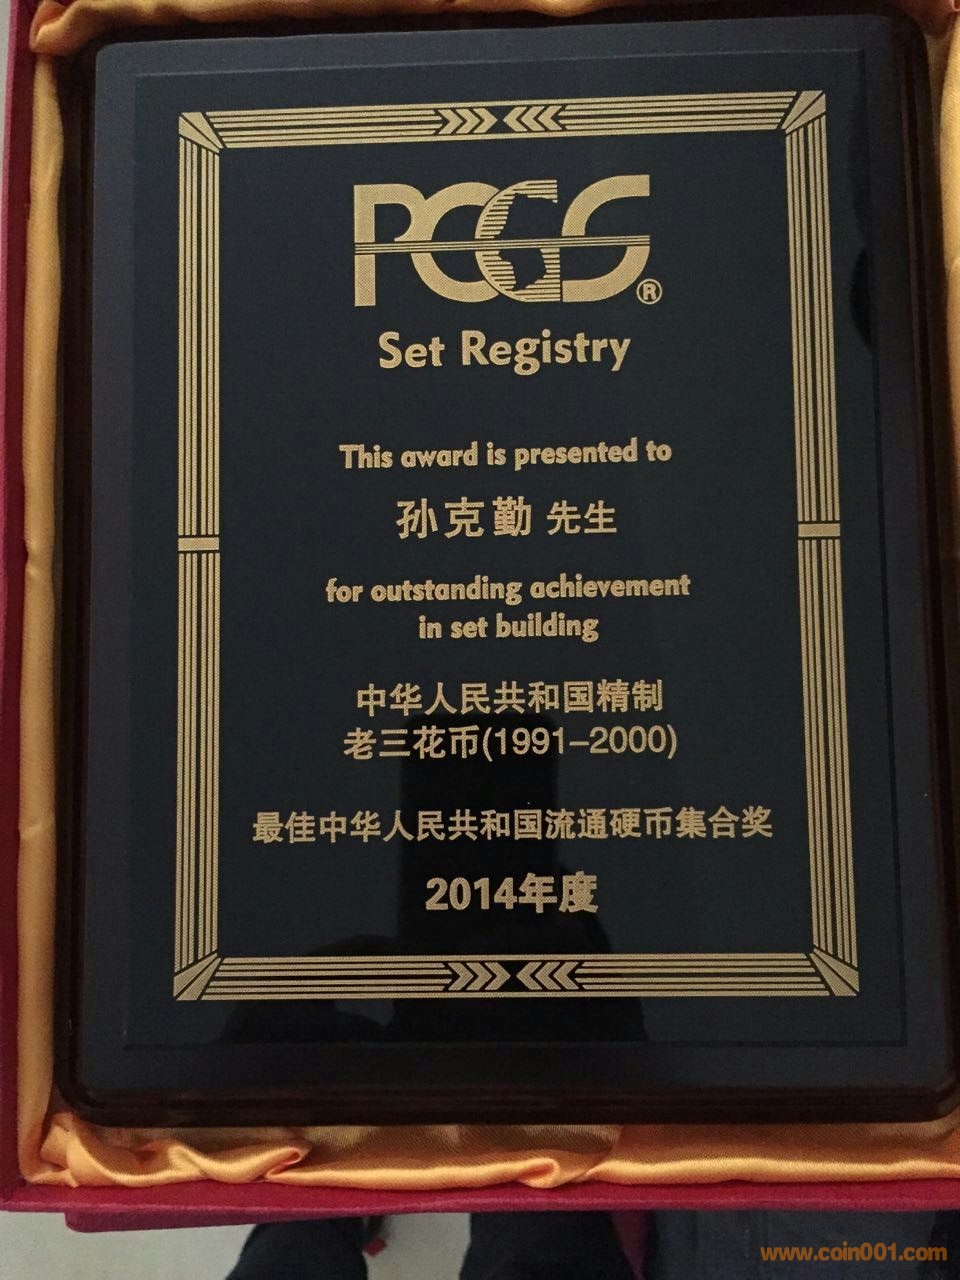 PCGS®
Set Registry
This award is presented to
孙克勤 先生
for outstanding achievement
in set building
中华人民共和国精制
老三花币(1991-2000)
最佳中华人民共和国流通硬币集合奖
2014年度
www.coin001.com